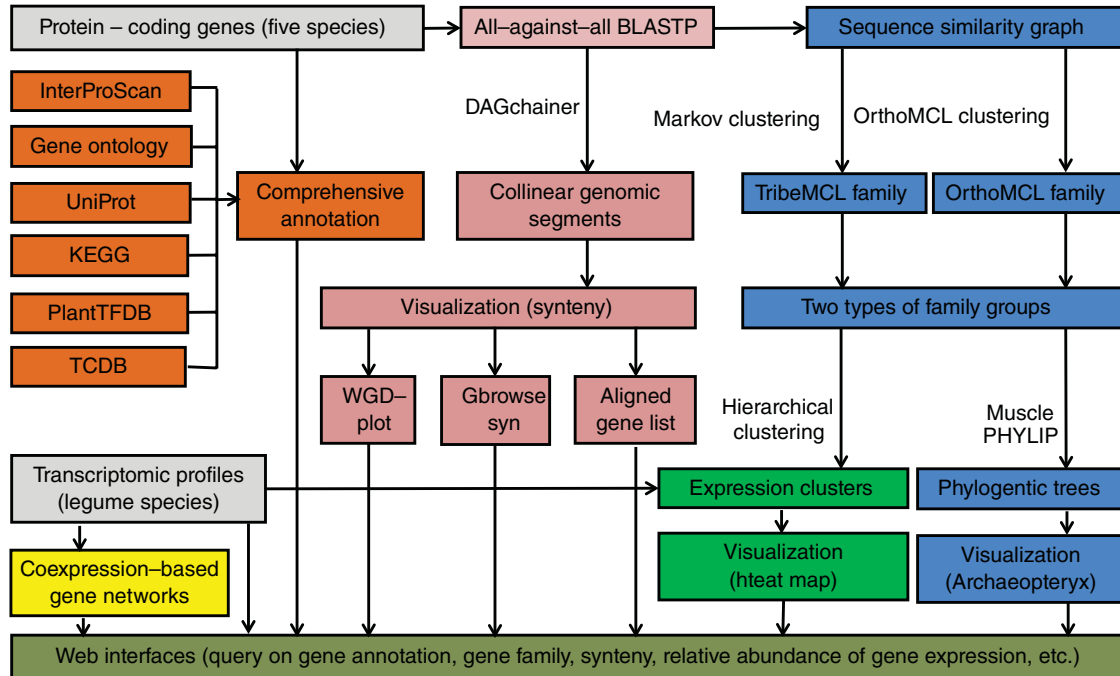 Protein – coding genes (five species)
All–against–all BLASTP
Sequence similarity graph
InterProScan
Gene ontology
UniProt
KEGG
PlantTFDB
TCDB
Comprehensive
annotation
DAGchainer
Collinear genomic
segments
Markov clustering
OrthoMCL clustering
TribeMCL family
OrthoMCL family
Visualization (synteny)
Two types of family groups
WGD–
plot
Gbrowse
syn
Aligned
gene list
Hierarchical
clustering
Muscle
PHYLIP
Transcriptomic profiles
(legume species)
Expression clusters
Phylogentic trees
Coexpression–based
gene networks
Visualization
(hteat map)
Visualization
(Archaeopteryx)
Web interfaces (query on gene annotation, gene family, synteny, relative abundance of gene expression, etc.)